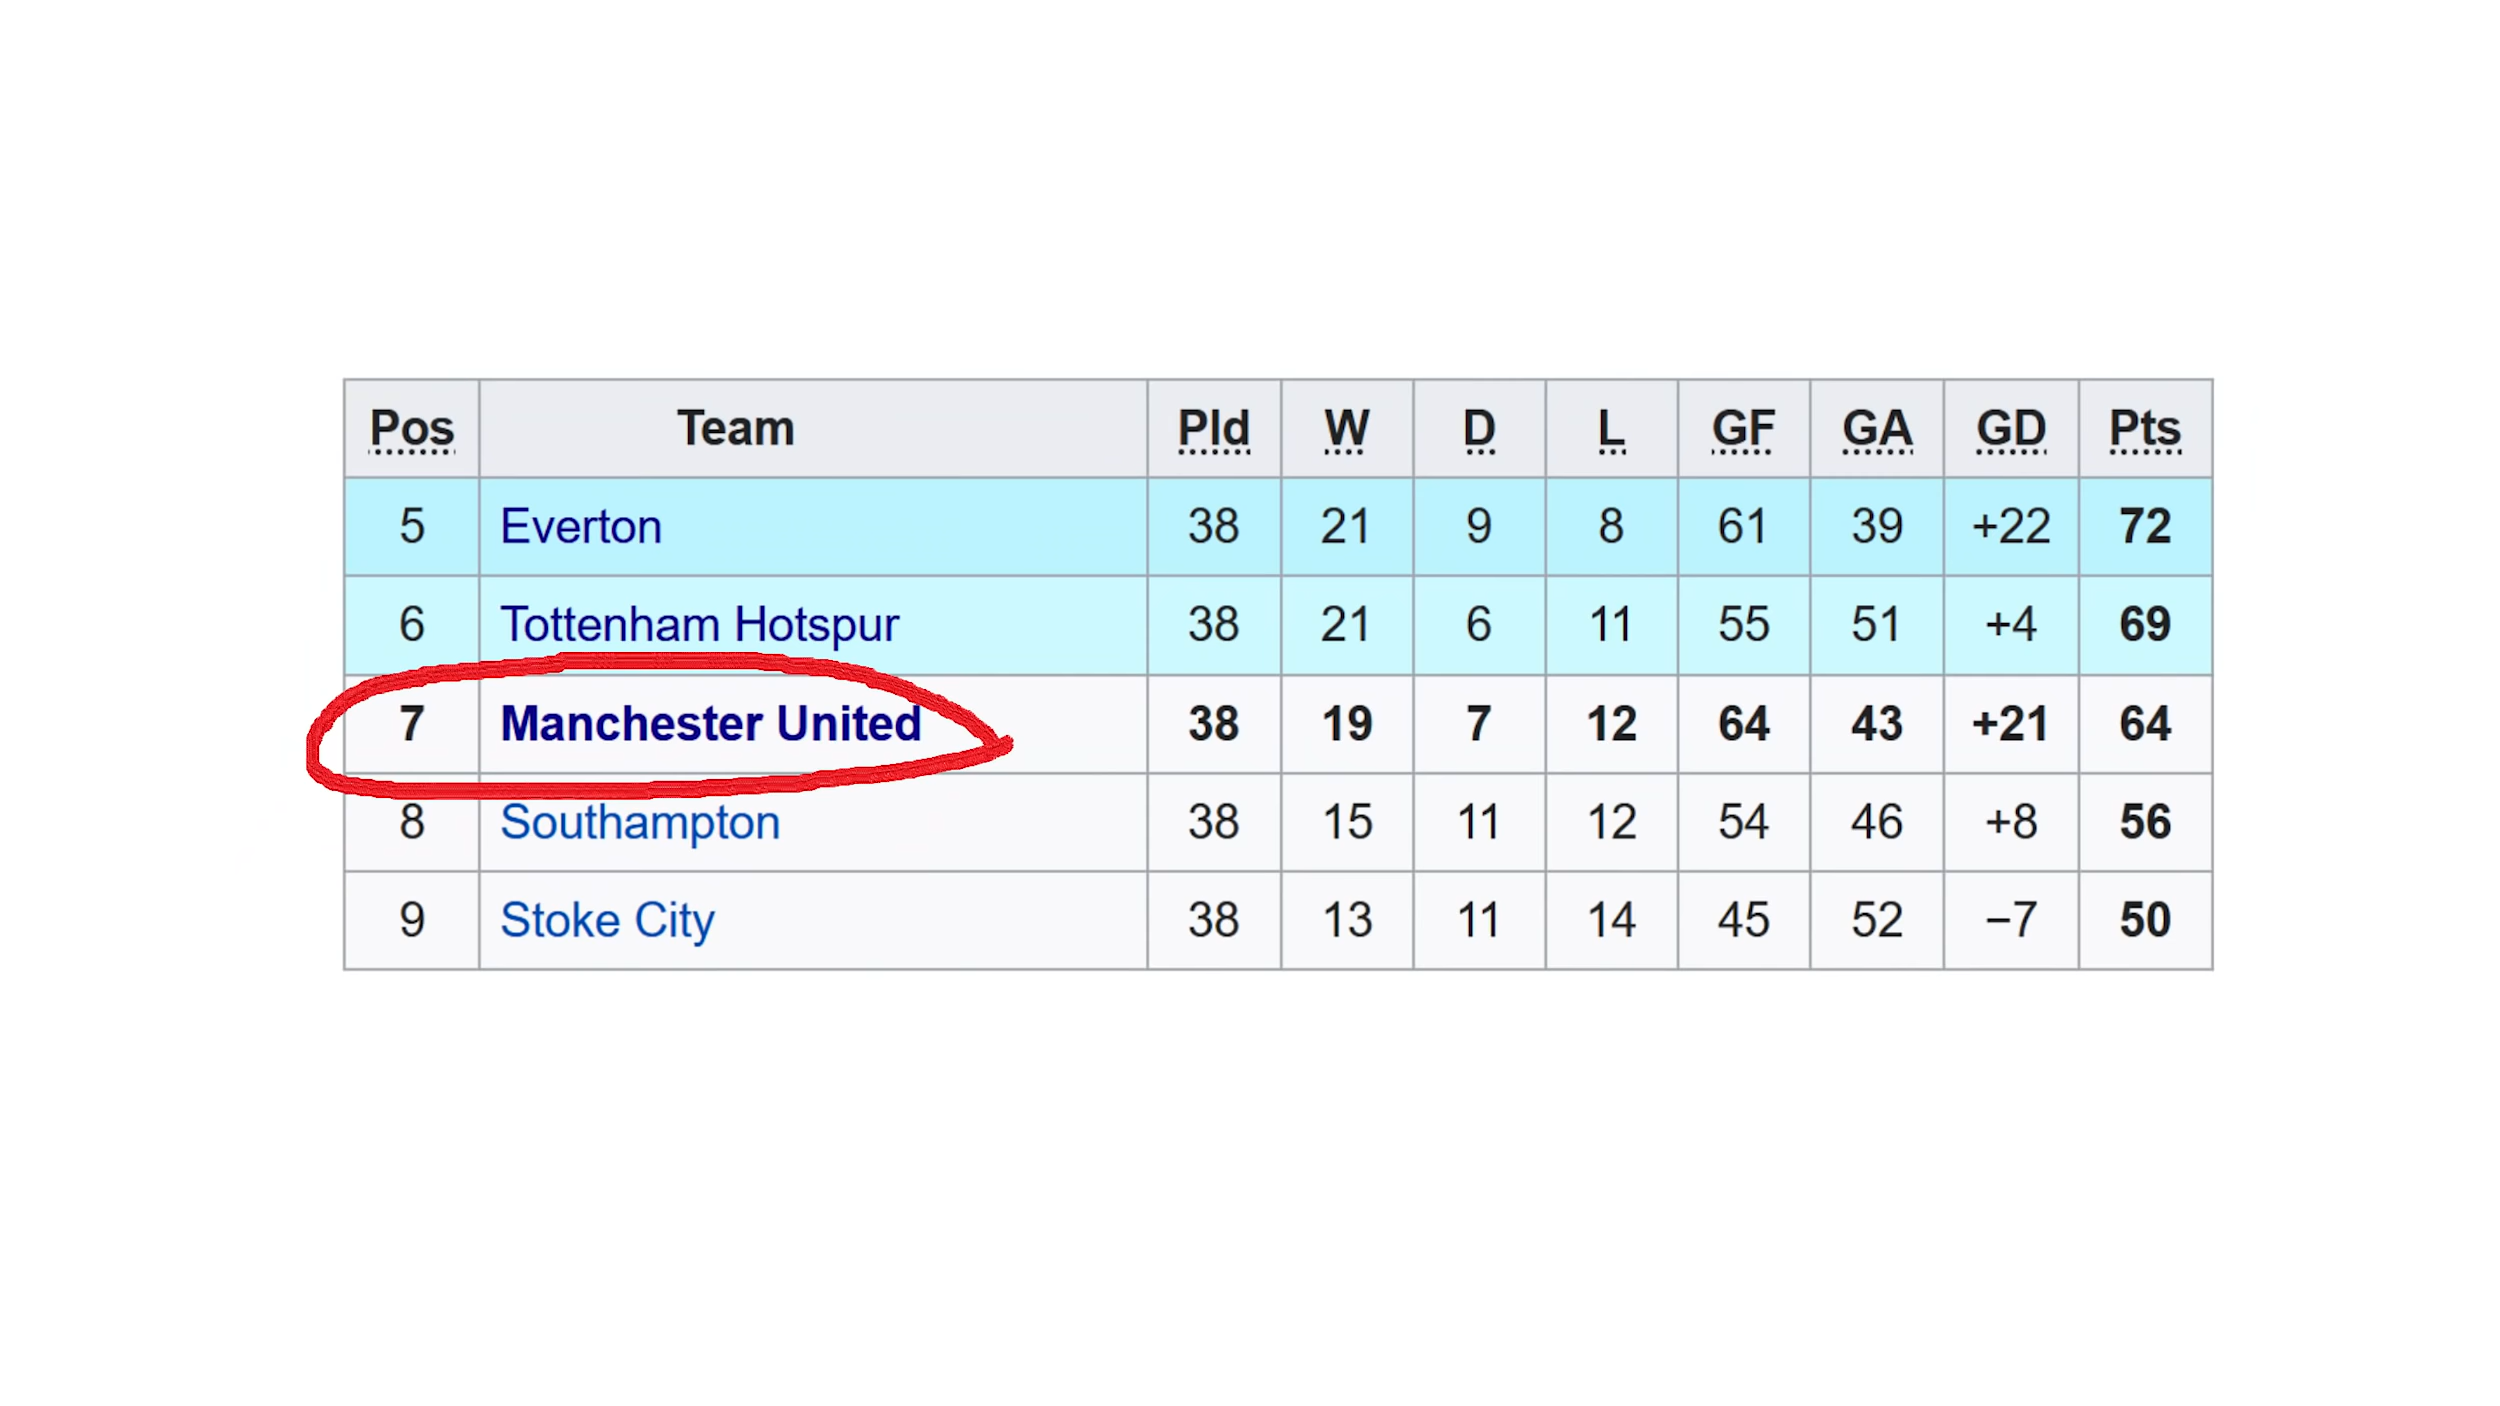 Pos Team Pld W D L GF GA GD Pts
5 Everton 38 21 9 8 61 39 +22 72
6 Tottenham Hotspur 38 21 6 11 55 51 +4 69
7 Manchester United 38 19 7 12 64 43 +21 64
8 Southampton 38 15 11 12 54 46 +8 56
9 Stoke City 38 13 11 14 45 52 −7 50